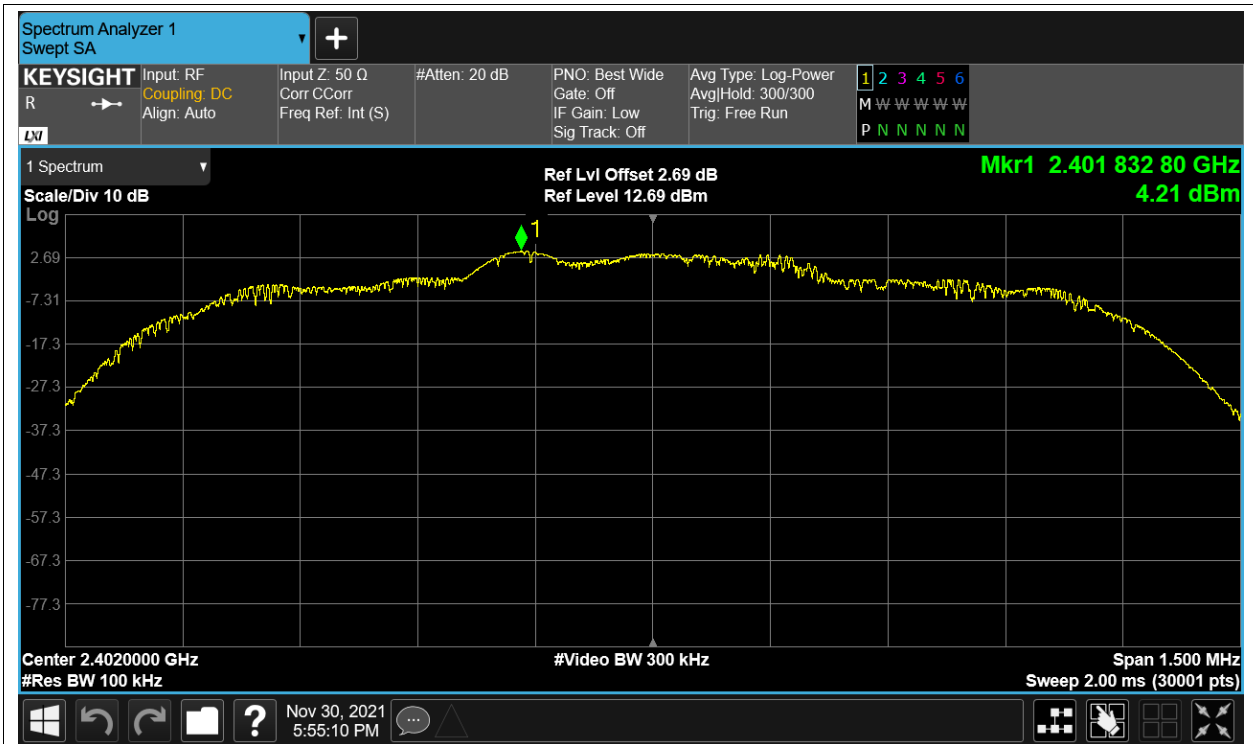 Spectrum Analyzer 1
Swept SA
KEYSIGHT
R
LXI
Input: RF
Coupling: DC
Align: Auto
Input Z: 50 Ω
Corr CCorr
Freq Ref: Int (S)
#Atten: 20 dB
PNO: Best Wide
Gate: Off
IF Gain: Low
Sig Track: Off
Avg Type: Log-Power
Avg|Hold: 300/300
Trig: Free Run
1 2 3 4 5 6
M W W W W W W
P N N N N N
1 Spectrum
Scale/Div 10 dB
Log
Ref Lvl Offset 2.69 dB
Ref Level 12.69 dBm
Mkr1 2.401 832 80 GHz
4.21 dBm
1
2.69
-7.31
-17.3
-27.3
-37.3
-47.3
-57.3
-67.3
-77.3
Center 2.4020000 GHz
#Video BW 300 kHz
Span 1.500 MHz
#Res BW 100 kHz
Sweep 2.00 ms (30001 pts)
?
Nov 30, 2021
5:55:10 PM